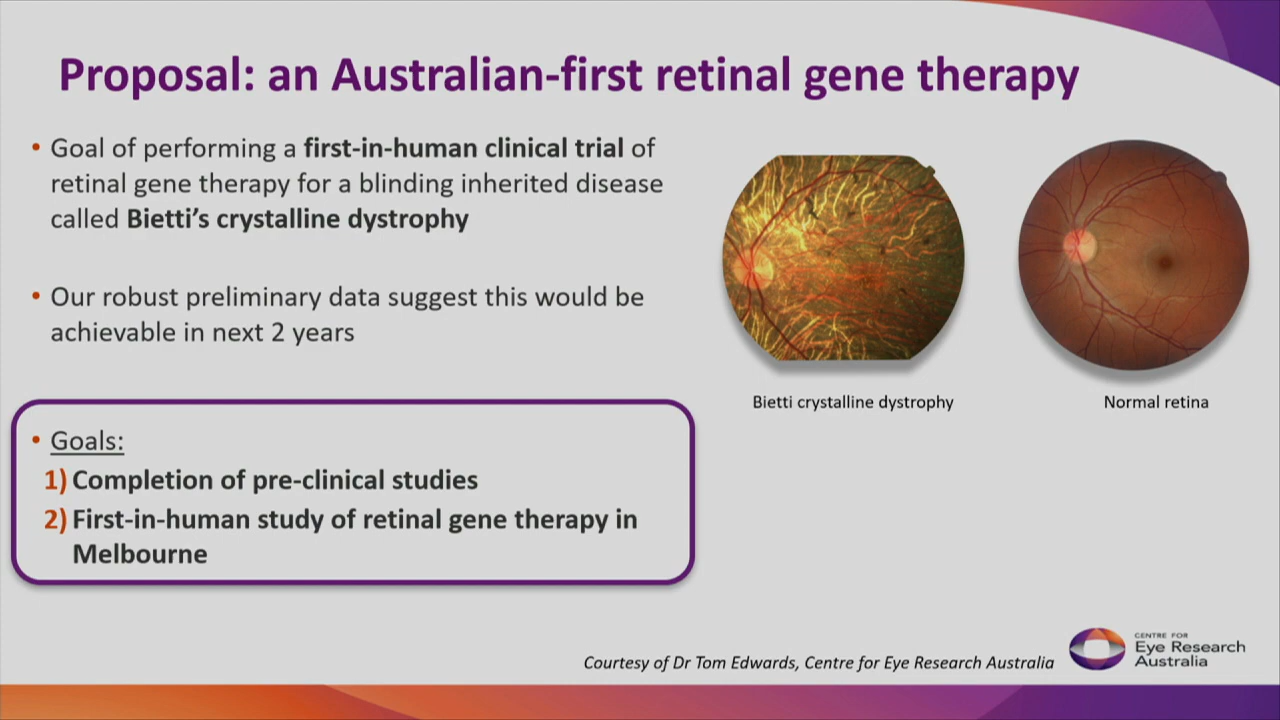 Proposal: an Australian-first retinal gene therapy
• Goal of performing a first-in-human clinical trial of
retinal gene therapy for a blinding inherited disease
called Bietti's crystalline dystrophy
• Our robust preliminary data suggest this would be
achievable in next 2 years
• Goals:
1) Completion of pre-clinical studies
2) First-in-human study of retinal gene therapy in
Melbourne
Bietti crystalline dystrophy
Normal retina
Courtesy of Dr Tom Edwards, Centre for Eye Research Australia
CENTRE FOR
Eye Research
Australia